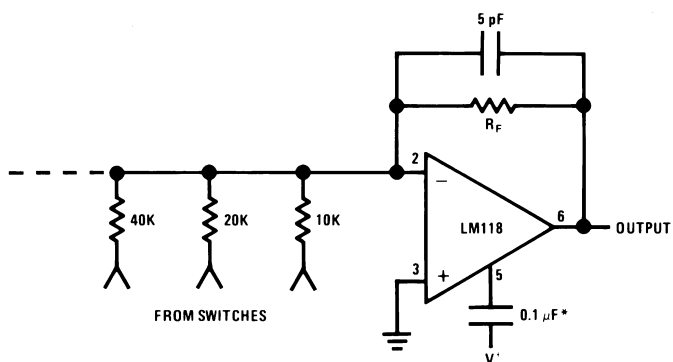 5 pF
R_F
2
40K
20K
10K
−
LM118
6
OUTPUT
3
+
5
0.1 μF*
FROM SWITCHES